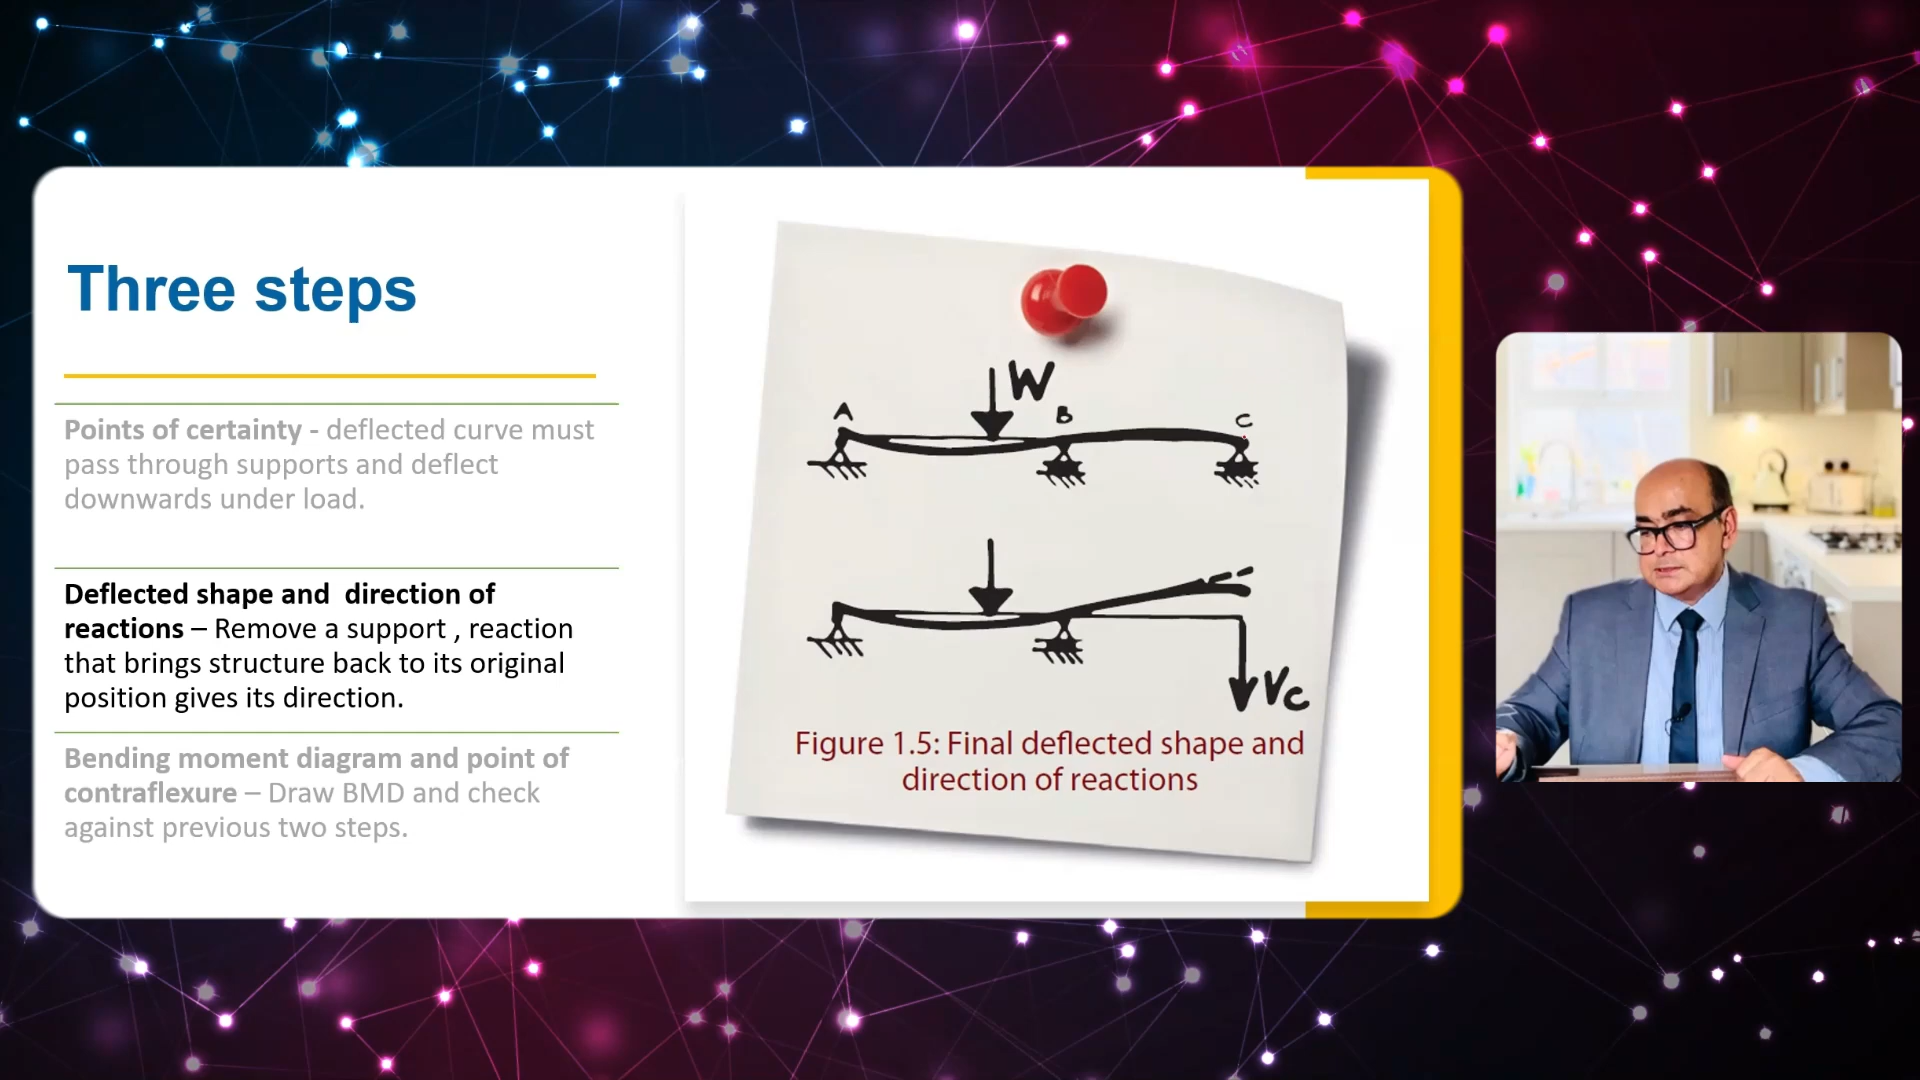 Three steps
Points of certainty - deflected curve must
pass through supports and deflect
downwards under load.
Deflected shape and direction of
reactions – Remove a support , reaction
that brings structure back to its original
position gives its direction.
Bending moment diagram and point of
contraflexure – Draw BMD and check
against previous two steps.
W
A B C
Vc
Figure 1.5: Final deflected shape and
direction of reactions